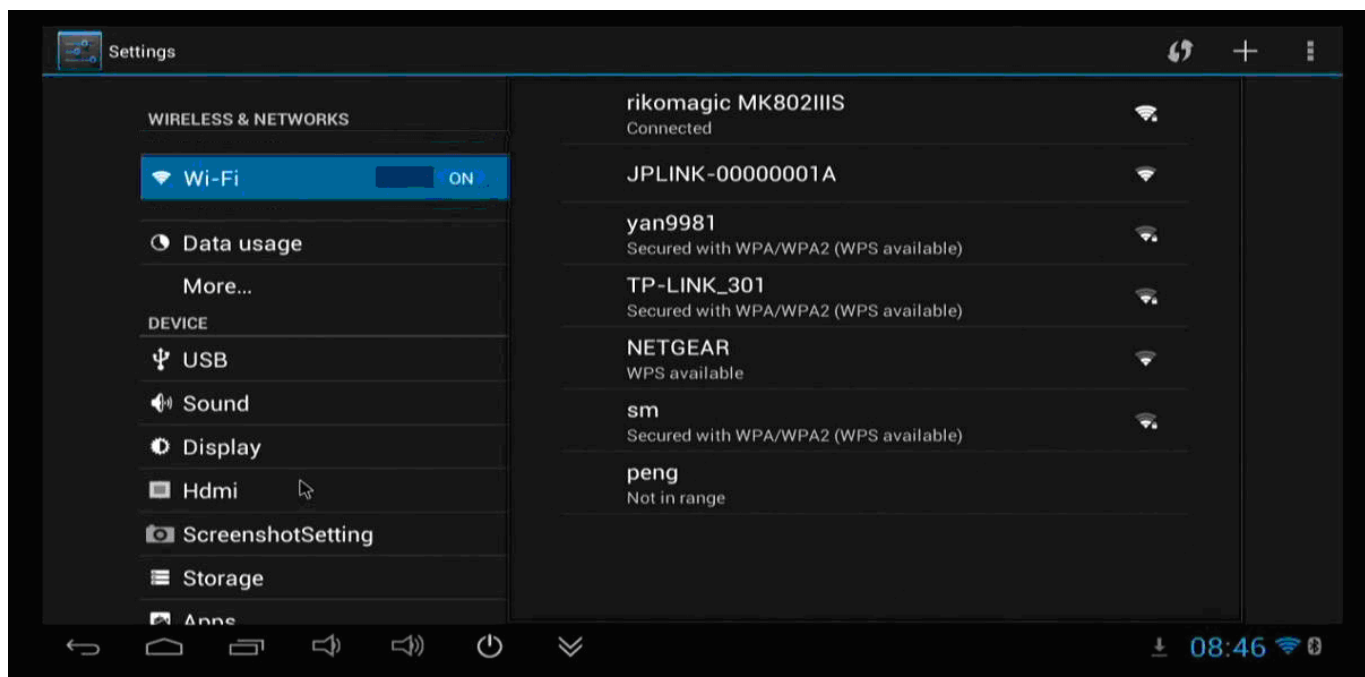 Settings
WIRELESS & NETWORKS
Wi-Fi ON
Data usage
More...
DEVICE
USB
Sound
Display
Hdmi
ScreenshotSetting
Storage
Apps
rikomagic MK802IIIS
Connected
JPLINK-00000001A
yan9981
Secured with WPA/WPA2 (WPS available)
TP-LINK_301
Secured with WPA/WPA2 (WPS available)
NETGEAR
WPS available
sm
Secured with WPA/WPA2 (WPS available)
peng
Not in range
08:46